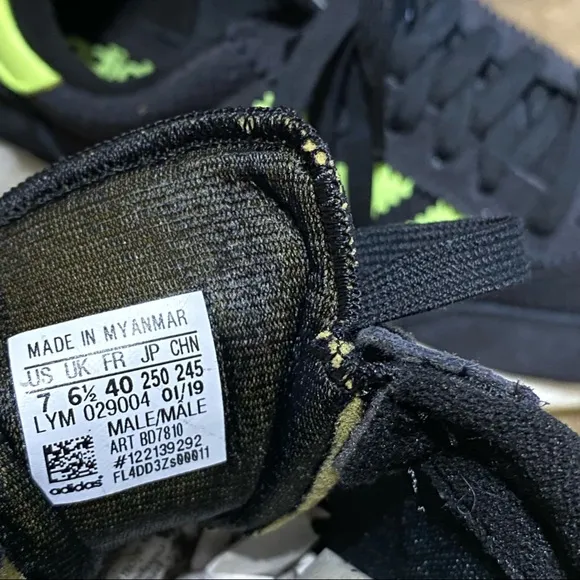 MADE IN MYANMAR
US UK FR JP CHN
7 6½ 40 250 245
LYM 029004 01/19
MALE/MÂLE
ART BD7810
#122139292
FL4DD3Zs00011
adidas